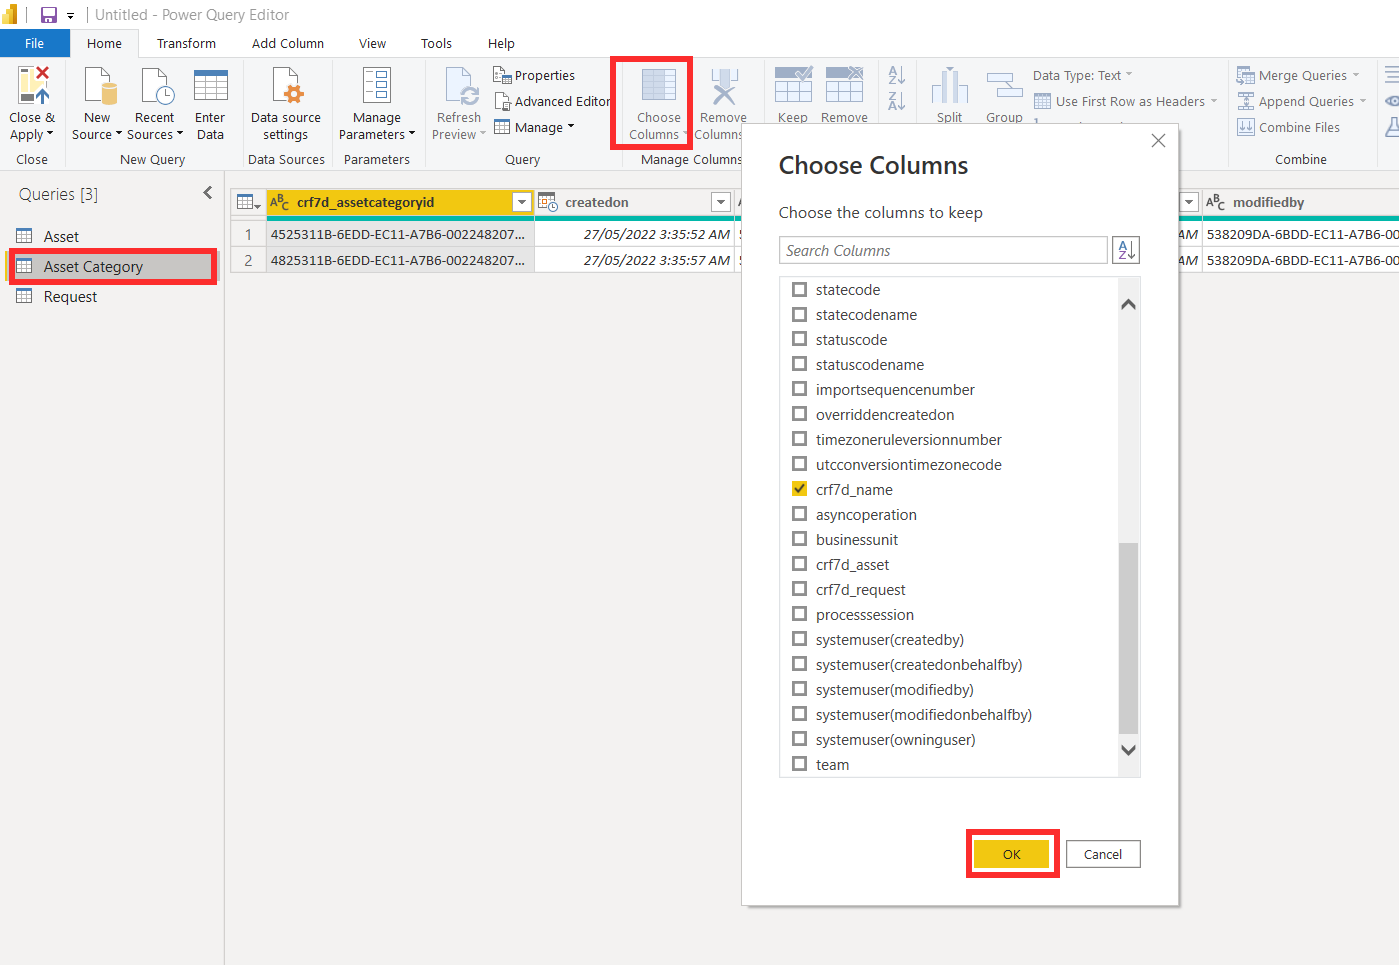 Untitled - Power Query Editor
File Home Transform Add Column View Tools Help
Close & Apply
New Source
Recent Sources
Enter Data
Data source settings
Manage Parameters
Refresh Preview
Properties
Advanced Editor
Manage
Choose Columns
Remove Columns
Keep
Remove
Split
Group
Data Type: Text
Use First Row as Headers
Merge Queries
Append Queries
Combine Files
Close
New Query
Data Sources
Parameters
Query
Manage Columns
Combine
Queries [3]
Asset
Asset Category
Request
crf7d_assetcategoryid
createdon
modifiedby
1 4525311B-6EDD-EC11-A7B6-002248207... 27/05/2022 3:35:52 AM AM 538209DA-6BDD-EC11-A7B6-00
2 4825311B-6EDD-EC11-A7B6-002248207... 27/05/2022 3:35:57 AM AM 538209DA-6BDD-EC11-A7B6-00
Choose Columns
Choose the columns to keep
Search Columns
statecode
statecodename
statuscode
statuscodename
importsequencenumber
overriddencreatedon
timezoneruleversionnumber
utcconversiontimezonecode
crf7d_name
asyncoperation
businessunit
crf7d_asset
crf7d_request
processsession
systemuser(createdby)
systemuser(createdonbehalfby)
systemuser(modifiedby)
systemuser(modifiedonbehalfby)
systemuser(owninguser)
team
OK
Cancel